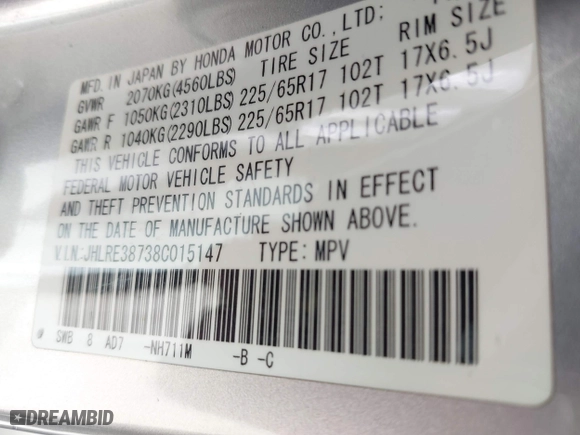 MFD. IN JAPAN BY HONDA MOTOR CO.,LTD;
GVWR 2070KG(4560LBS) TIRE SIZE RIM SIZE
GAWR F 1050KG(2310LBS) 225/65R17 102T 17X6.5J
GAWR R 1040KG(2290LBS) 225/65R17 102T 17X6.5J
THIS VEHICLE CONFORMS TO ALL APPLICABLE
FEDERAL MOTOR VEHICLE SAFETY
AND THEFT PREVENTION STANDARDS IN EFFECT
ON THE DATE OF MANUFACTURE SHOWN ABOVE.
V.I.N.:JHLRE38738C015147 TYPE: MPV
SWB 8 AD7 -NH711M -B -C
DREAMBID